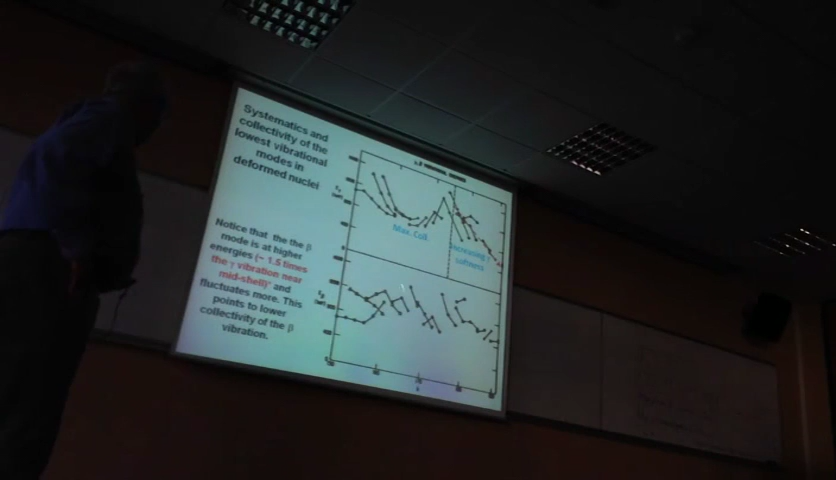 Systematics and
collectivity of the
lowest vibrational
modes in
deformed nuclei
Notice that the the β
mode is at higher
energies (~ 1.5 times
the γ vibration near
mid-shell)* and
fluctuates more. This
points to lower
collectivity of the β
vibration.
Max. Coll.
Increasing γ
softness